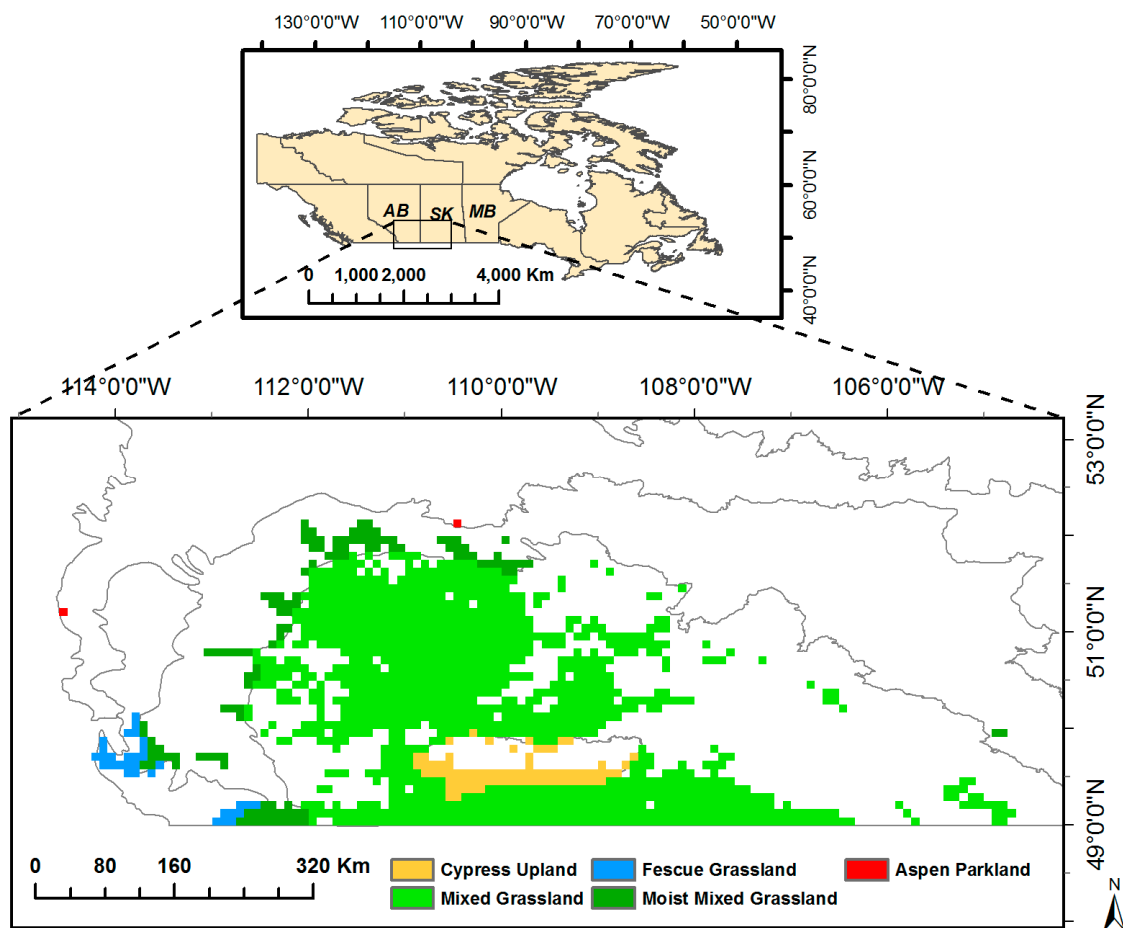 130°0'0"W 110°0'0"W 90°0'0"W 70°0'0"W 50°0'0"W
80°0'0"N
60°0'0"N
40°0'0"N
AB SK MB
0 1,000 2,000 4,000 Km
114°0'0"W 112°0'0"W 110°0'0"W 108°0'0"W 106°0'0"W
53°0'0"N
51°0'0"N
49°0'0"N
0 80 160 320 Km
Cypress Upland Fescue Grassland Aspen Parkland
Mixed Grassland Moist Mixed Grassland
N